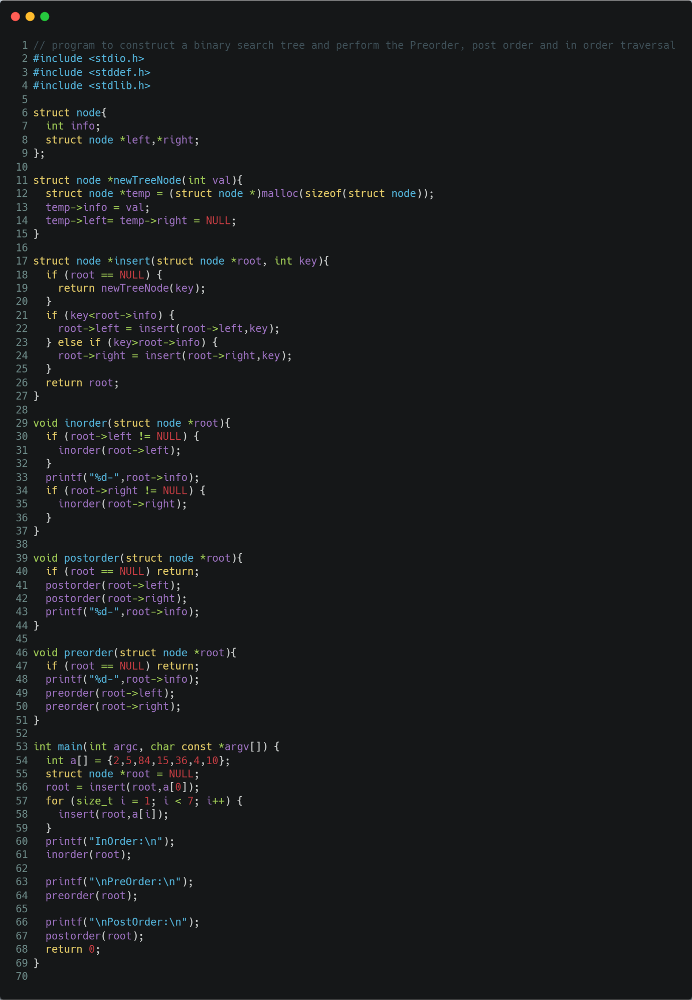 1 // program to construct a binary search tree and perform the Preorder, post order and in order traversal
2 #include <stdio.h>
3 #include <stddef.h>
4 #include <stdlib.h>
5
6 struct node{
7   int info;
8   struct node *left,*right;
9 };
10
11 struct node *newTreeNode(int val){
12   struct node *temp = (struct node *)malloc(sizeof(struct node));
13   temp->info = val;
14   temp->left= temp->right = NULL;
15 }
16
17 struct node *insert(struct node *root, int key){
18   if (root == NULL) {
19     return newTreeNode(key);
20   }
21   if (key<root->info) {
22     root->left = insert(root->left,key);
23   } else if (key>root->info) {
24     root->right = insert(root->right,key);
25   }
26   return root;
27 }
28
29 void inorder(struct node *root){
30   if (root->left != NULL) {
31     inorder(root->left);
32   }
33   printf("%d-",root->info);
34   if (root->right != NULL) {
35     inorder(root->right);
36   }
37 }
38
39 void postorder(struct node *root){
40   if (root == NULL) return;
41   postorder(root->left);
42   postorder(root->right);
43   printf("%d-",root->info);
44 }
45
46 void preorder(struct node *root){
47   if (root == NULL) return;
48   printf("%d-",root->info);
49   preorder(root->left);
50   preorder(root->right);
51 }
52
53 int main(int argc, char const *argv[]) {
54   int a[] = {2,5,84,15,36,4,10};
55   struct node *root = NULL;
56   root = insert(root,a[0]);
57   for (size_t i = 1; i < 7; i++) {
58     insert(root,a[i]);
59   }
60   printf("InOrder:\n");
61   inorder(root);
62
63   printf("\nPreOrder:\n");
64   preorder(root);
65
66   printf("\nPostOrder:\n");
67   postorder(root);
68   return 0;
69 }
70